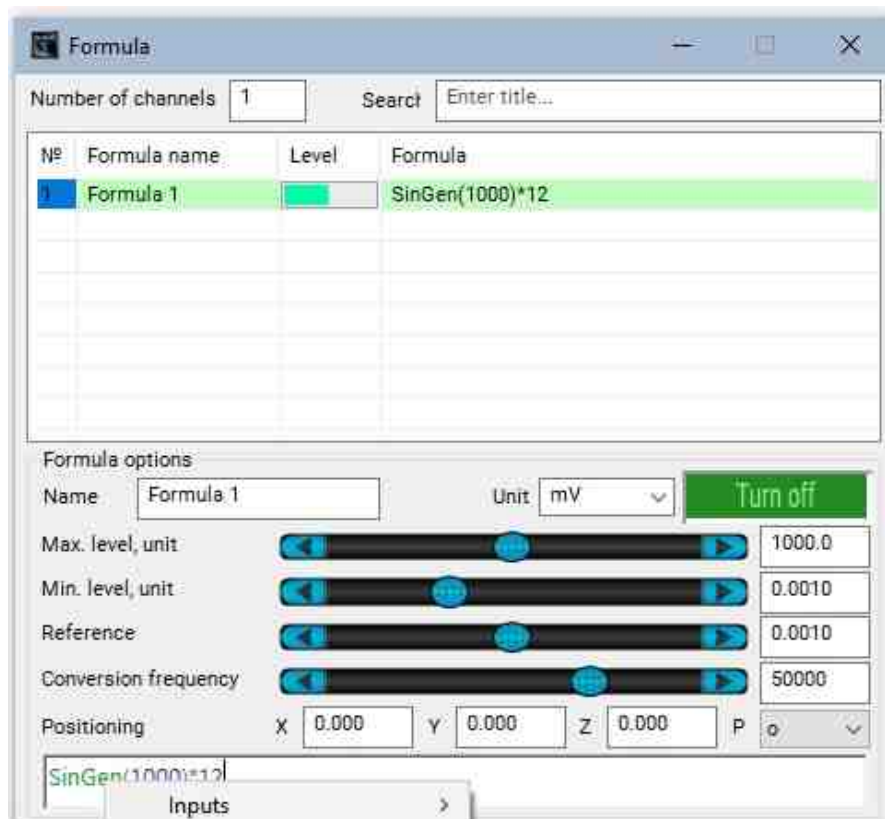 Formula
Number of channels 1 Search Enter title...
Nº Formula name Level Formula
1 Formula 1 SinGen(1000)*12
Formula options
Name Formula 1 Unit mV Turn off
Max. level, unit 1000.0
Min. level, unit 0.0010
Reference 0.0010
Conversion frequency 50000
Positioning X 0.000 Y 0.000 Z 0.000 P o
SinGen(1000)*12
Inputs >